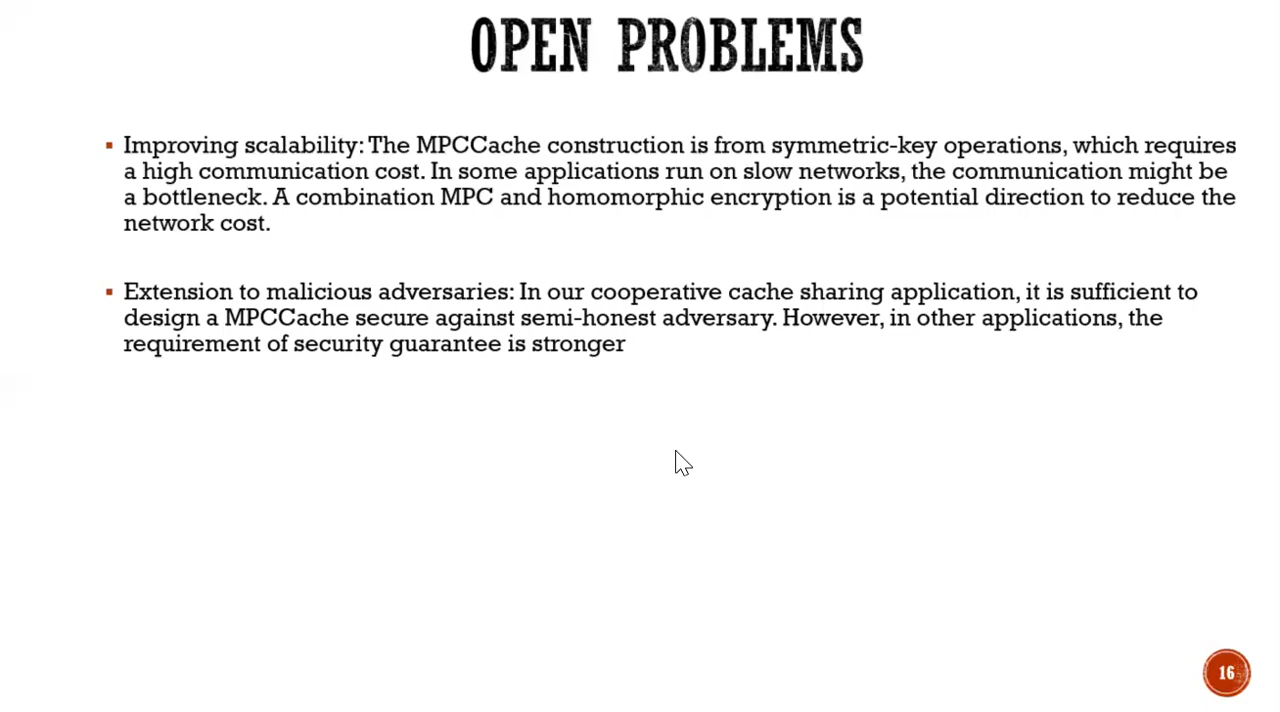 OPEN PROBLEMS
▪ Improving scalability: The MPCCache construction is from symmetric-key operations, which requires
a high communication cost. In some applications run on slow networks, the communication might be
a bottleneck. A combination MPC and homomorphic encryption is a potential direction to reduce the
network cost.
▪ Extension to malicious adversaries: In our cooperative cache sharing application, it is sufficient to
design a MPCCache secure against semi-honest adversary. However, in other applications, the
requirement of security guarantee is stronger
16